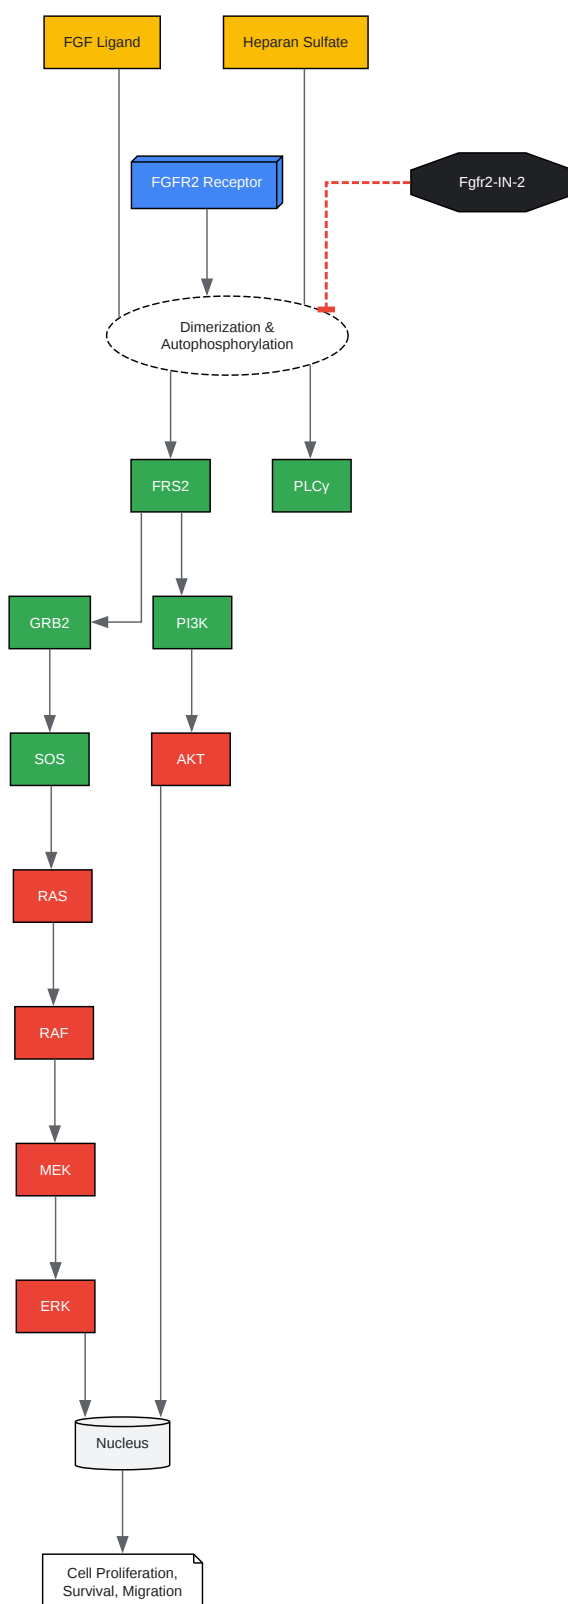 FGF Ligand
Heparan Sulfate
FGFR2 Receptor
Fgfr2-IN-2
Dimerization &
Autophosphorylation
FRS2
PLCγ
GRB2
PI3K
SOS
AKT
RAS
RAF
MEK
ERK
Nucleus
Cell Proliferation,
Survival, Migration